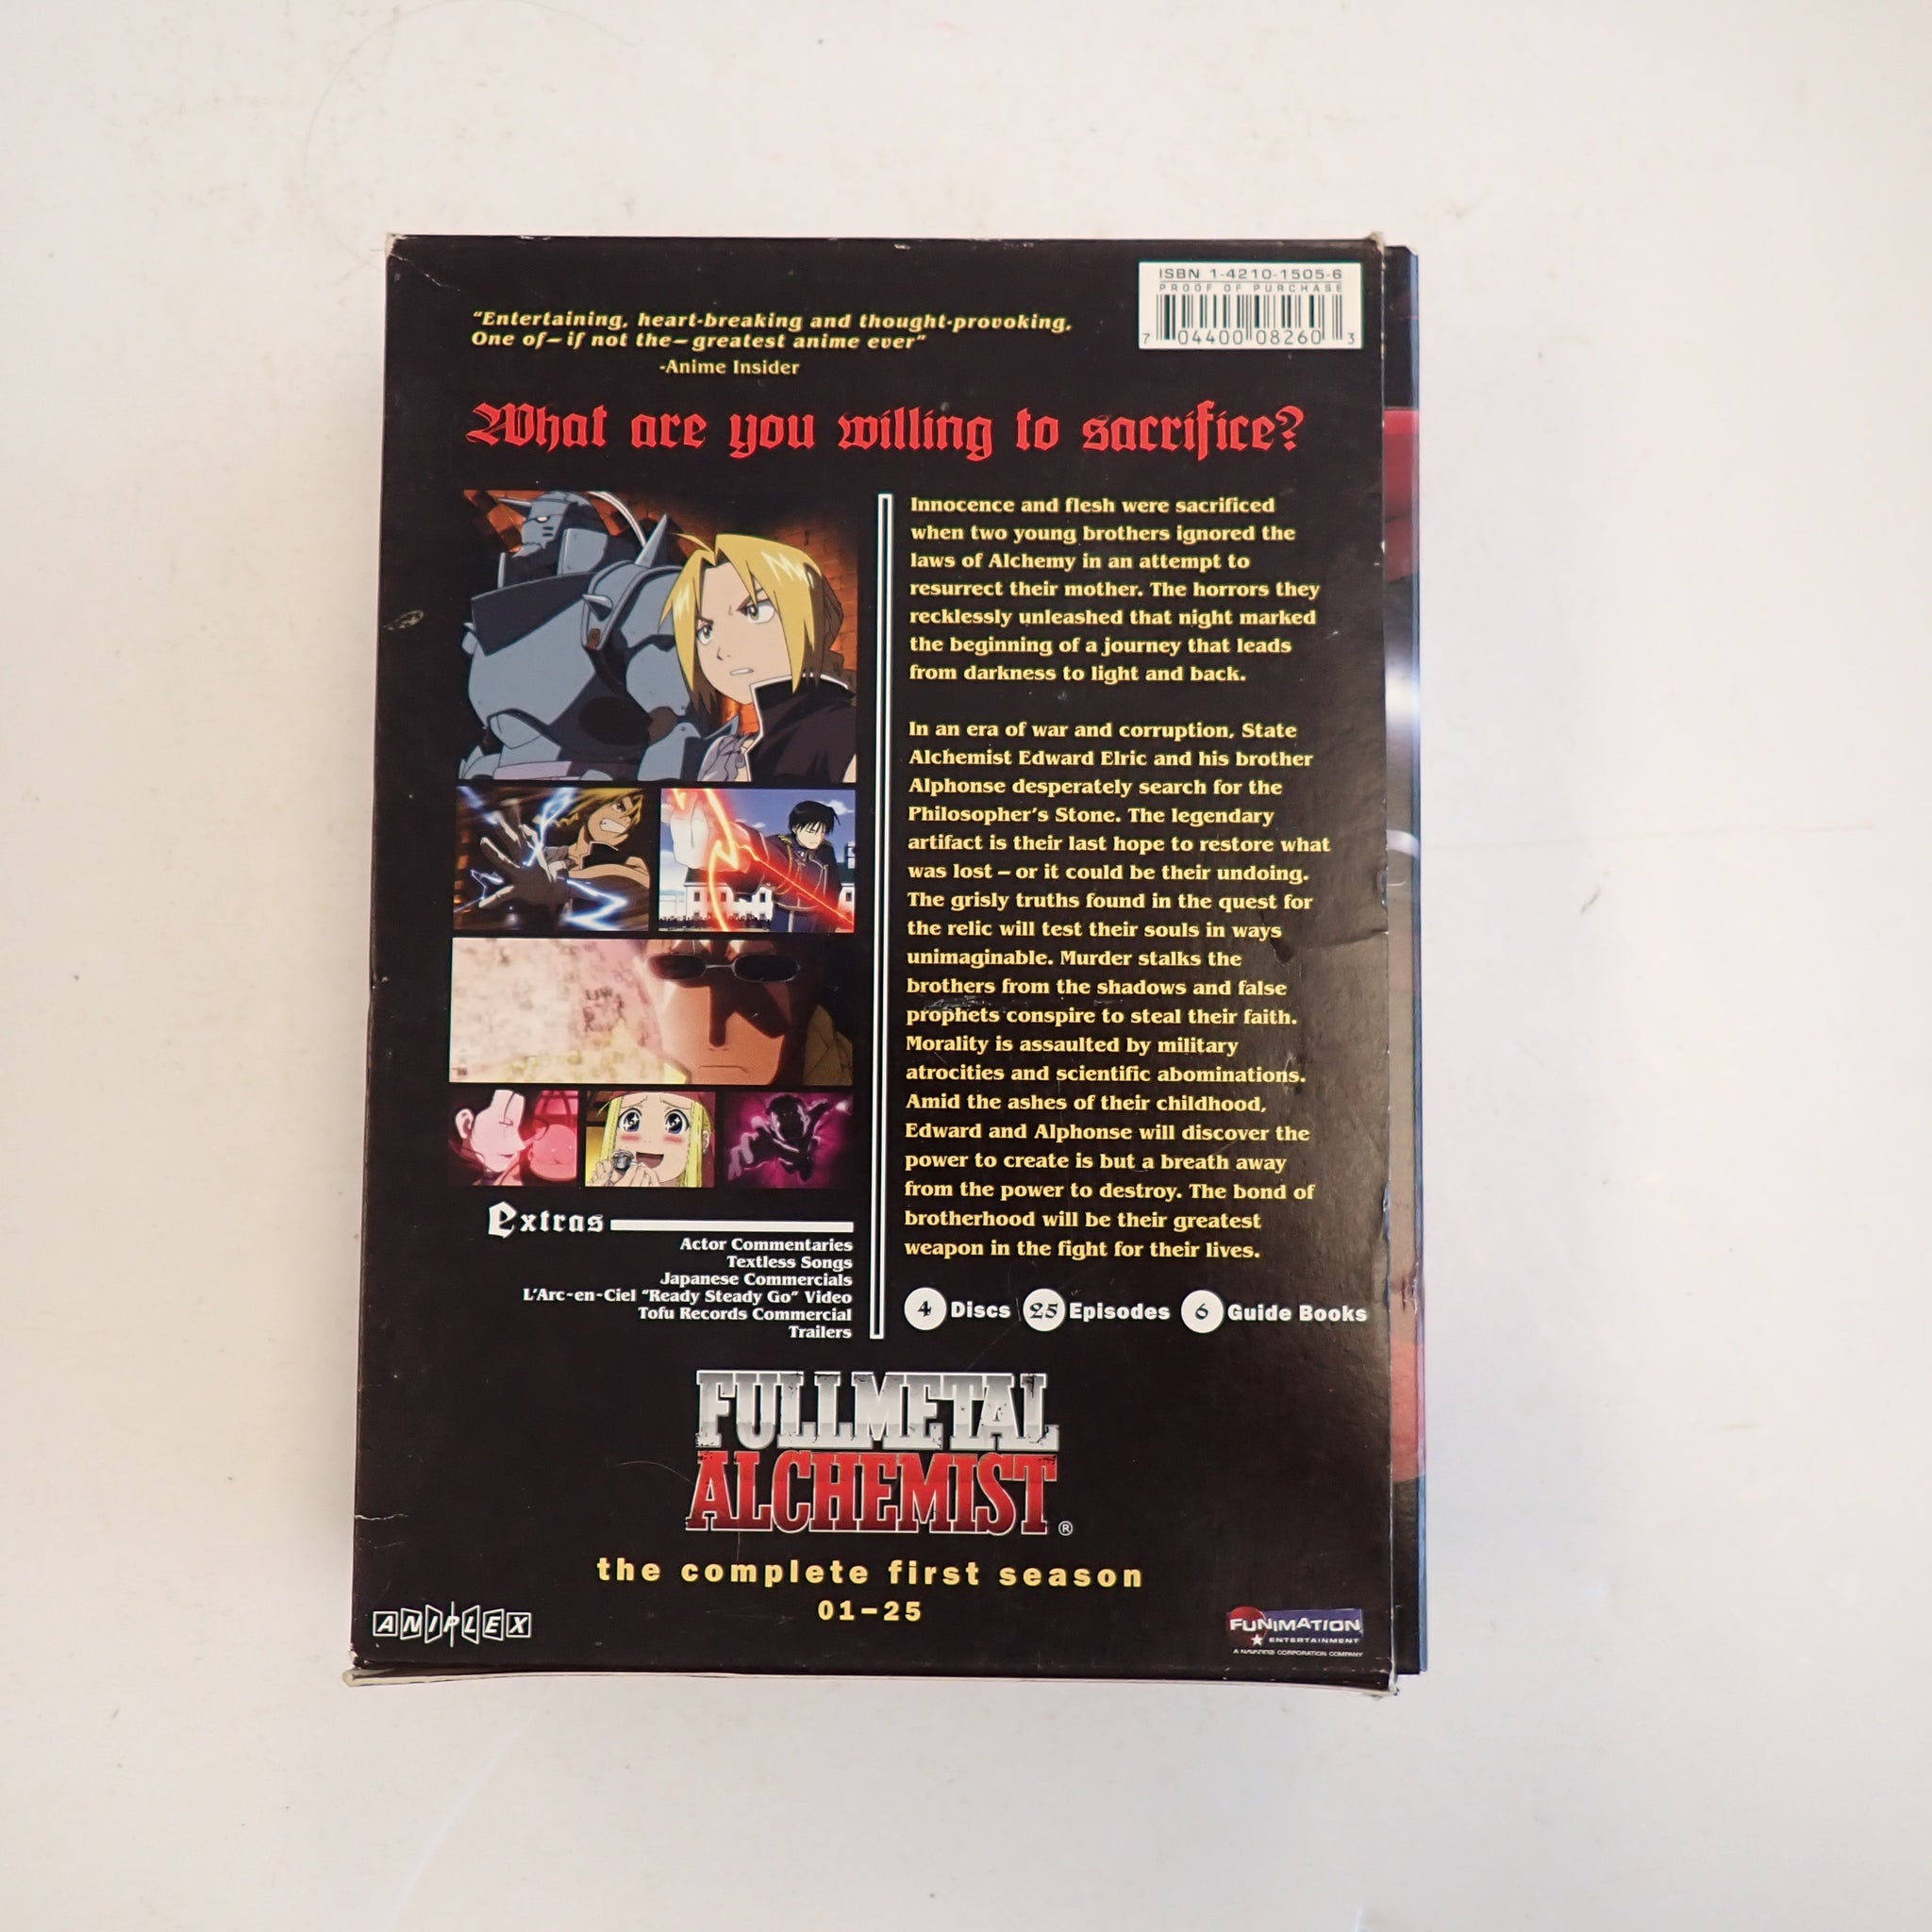 ISBN 1-4210-1505-6
PROOF OF PURCHASE
7 04400 08260 3
"Entertaining, heart-breaking and thought-provoking,
One of—if not the—greatest anime ever"
-Anime Insider
What are you willing to sacrifice?
Innocence and flesh were sacrificed
when two young brothers ignored the
laws of Alchemy in an attempt to
resurrect their mother. The horrors they
recklessly unleashed that night marked
the beginning of a journey that leads
from darkness to light and back.
In an era of war and corruption, State
Alchemist Edward Elric and his brother
Alphonse desperately search for the
Philosopher's Stone. The legendary
artifact is their last hope to restore what
was lost – or it could be their undoing.
The grisly truths found in the quest for
the relic will test their souls in ways
unimaginable. Murder stalks the
brothers from the shadows and false
prophets conspire to steal their faith.
Morality is assaulted by military
atrocities and scientific abominations.
Amid the ashes of their childhood,
Edward and Alphonse will discover the
power to create is but a breath away
from the power to destroy. The bond of
brotherhood will be their greatest
weapon in the fight for their lives.
Extras
Actor Commentaries
Textless Songs
Japanese Commercials
L'Arc-en-Ciel "Ready Steady Go" Video
Tofu Records Commercial
Trailers
4 Discs 25 Episodes 6 Guide Books
FULLMETAL
ALCHEMIST®
the complete first season
01-25
ANIPLEX
FUNIMATION
ENTERTAINMENT
A NAVARRE CORPORATION COMPANY